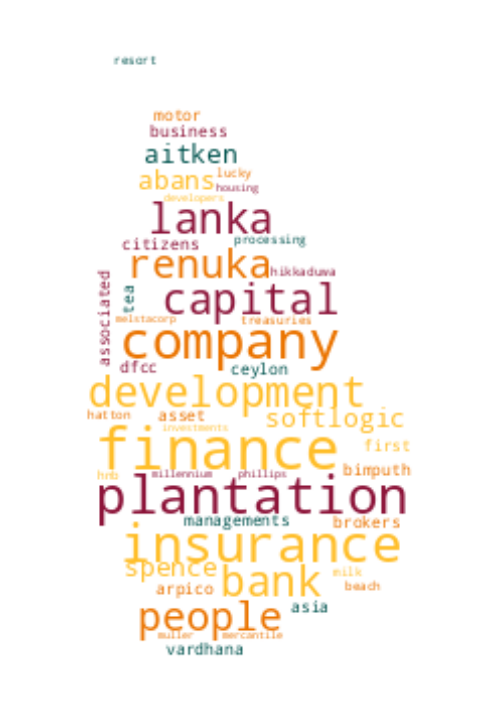 resort
motor
business
aitken
abans lucky
housing
developers
lanka
citizens processing
renuka hikkaduwa
associated tea capital
melstacorp treasuries
company
dfcc ceylon
development
hatton asset softlogic
investments
finance first
hnb millennium phillips bimputh
plantation
managements brokers
insurance
spence bank milk
arpico beach
people asia
muller mercantile
vardhana